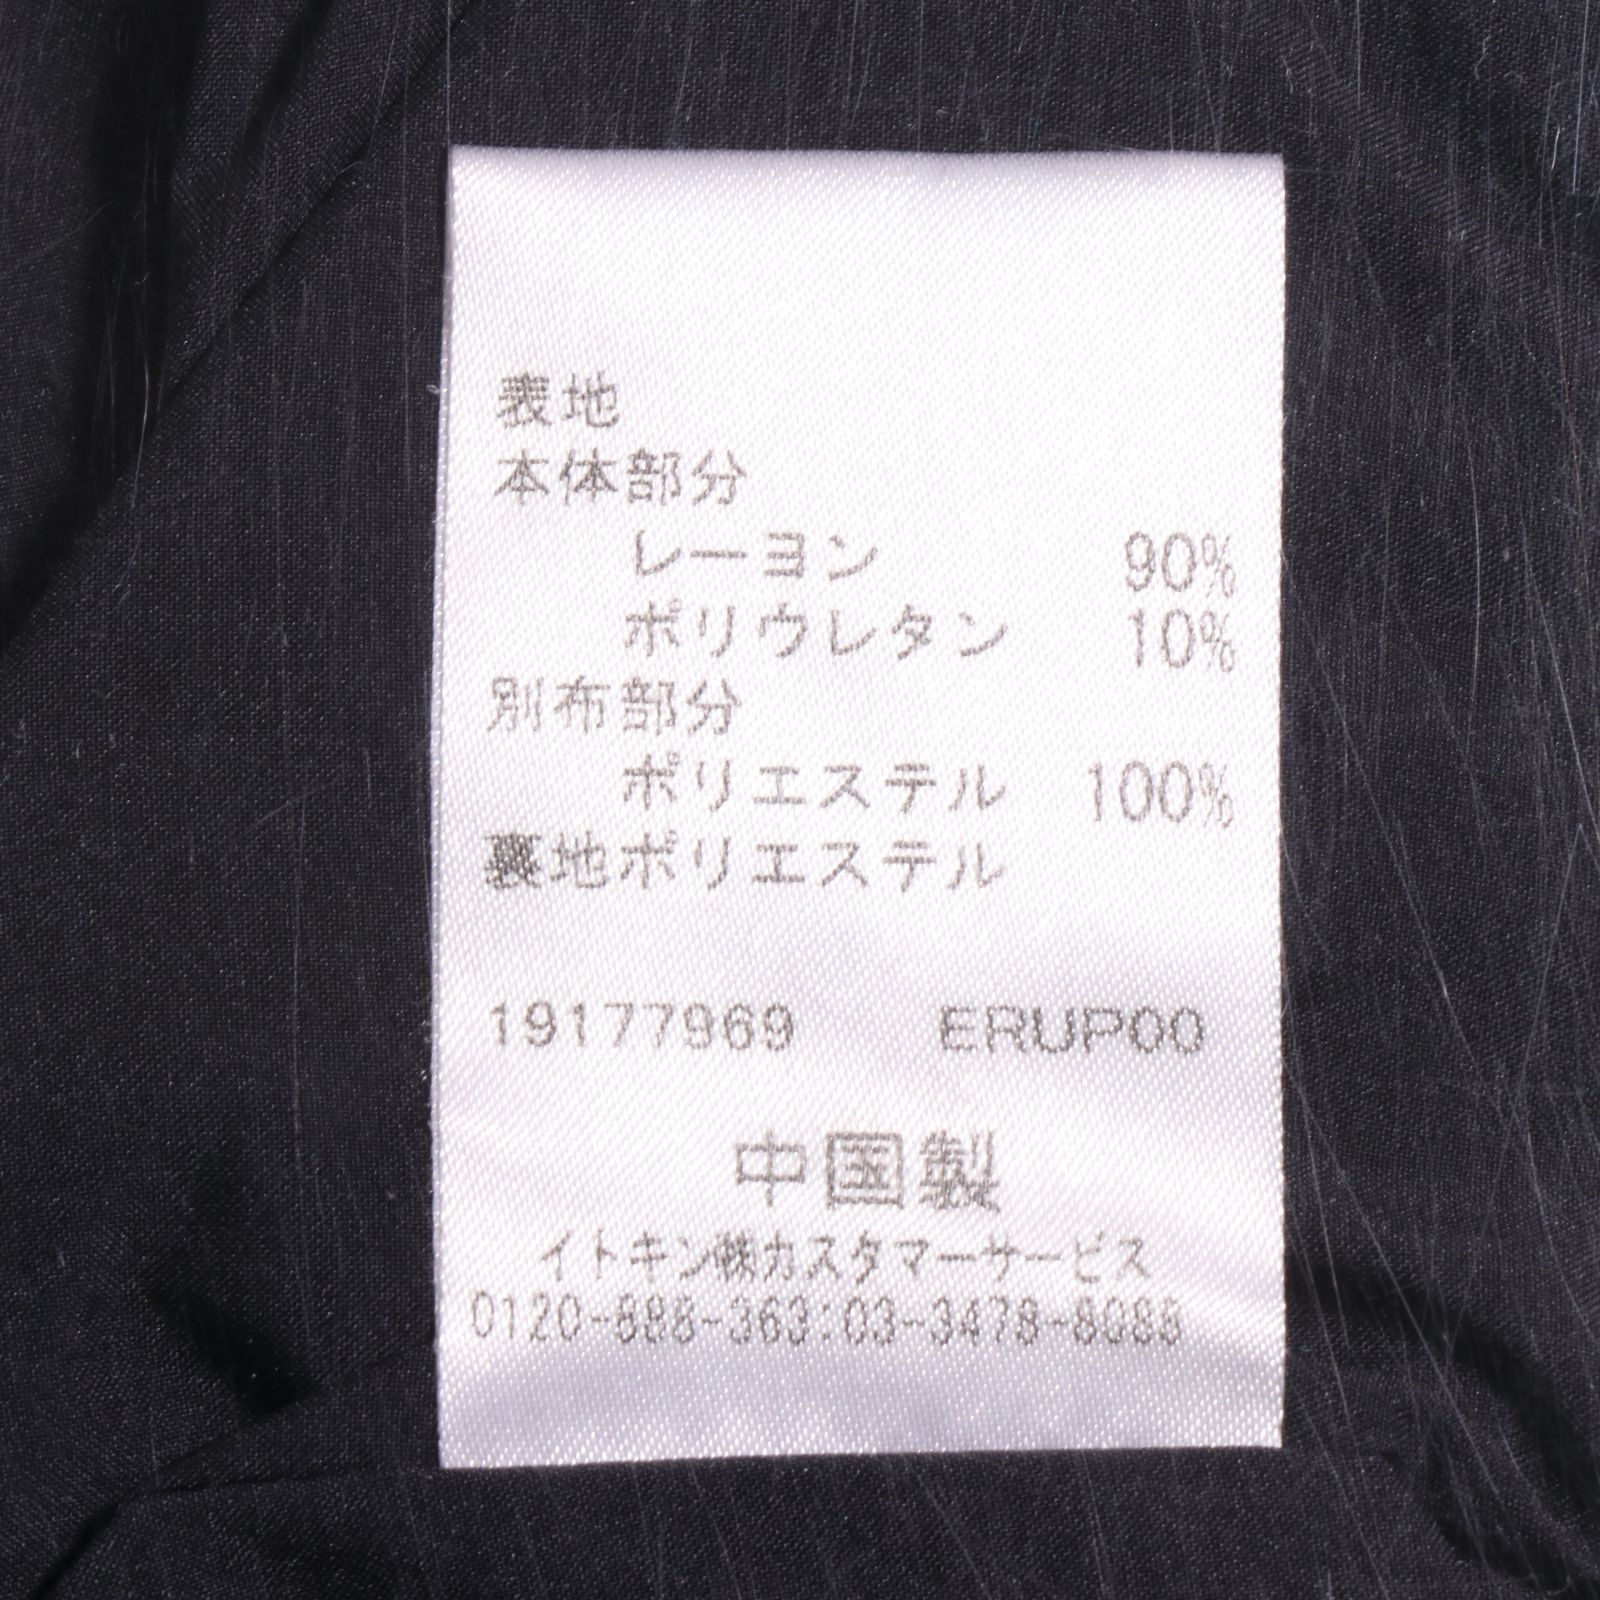 表地
本体部分
レーヨン 90%
ポリウレタン 10%
別布部分
ポリエステル 100%
裏地ポリエステル
19177969 ERUP00
中国製
イトキン㈱カスタマーサービス
0120-888-363:03-3478-8088